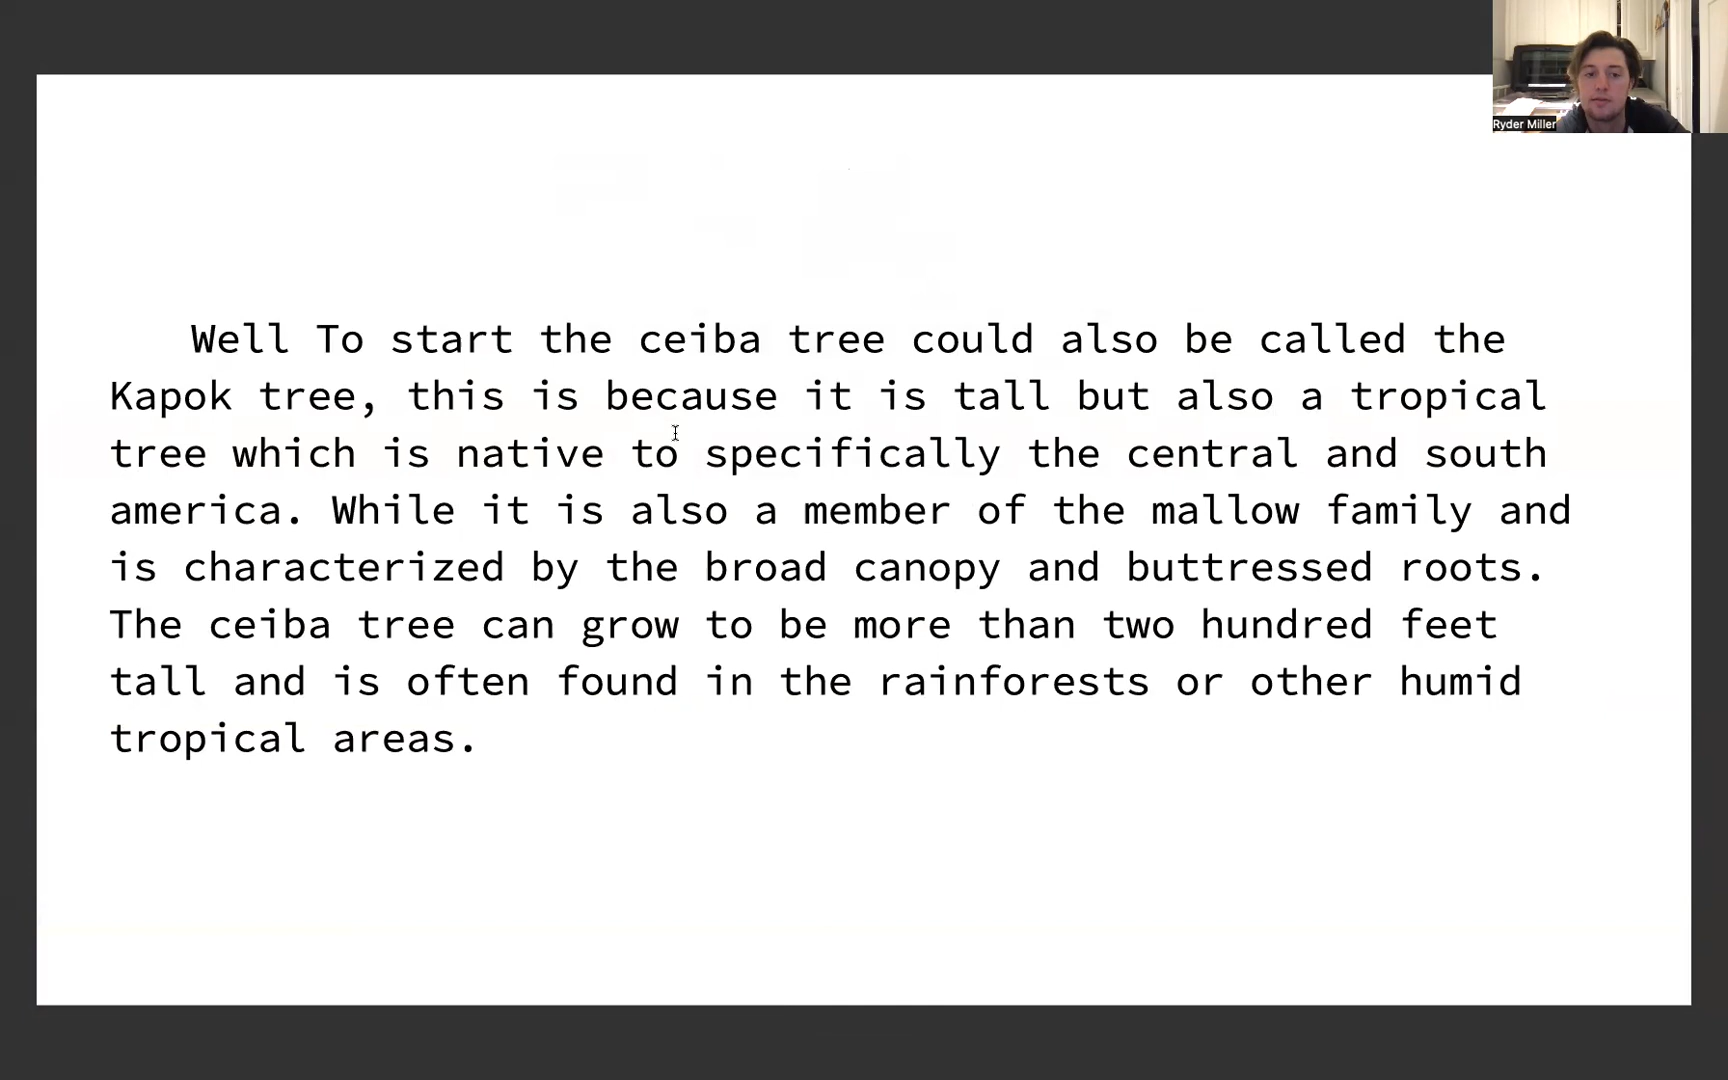 Ryder Miller
Well To start the ceiba tree could also be called the
Kapok tree, this is because it is tall but also a tropical
tree which is native to specifically the central and south
america. While it is also a member of the mallow family and
is characterized by the broad canopy and buttressed roots.
The ceiba tree can grow to be more than two hundred feet
tall and is often found in the rainforests or other humid
tropical areas.